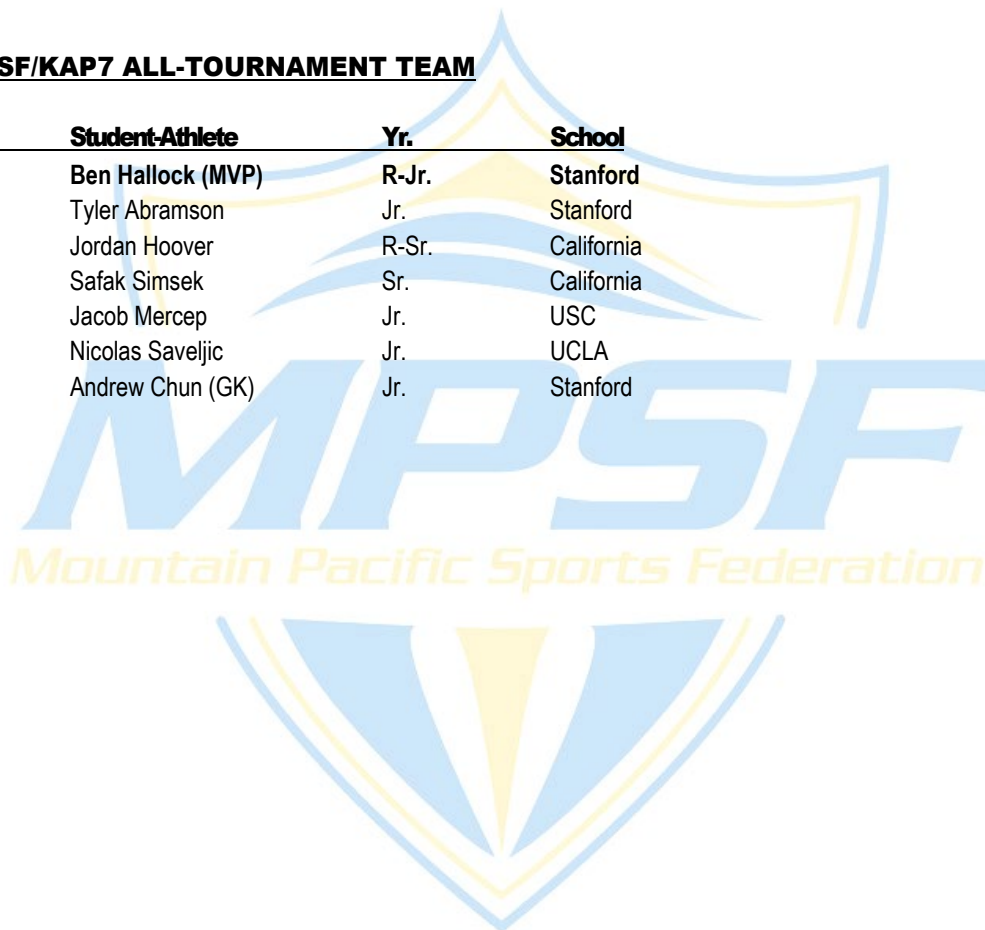 SF/KAP7 ALL-TOURNAMENT TEAM
Student-Athlete Yr. School
Ben Hallock (MVP) R-Jr. Stanford
Tyler Abramson Jr. Stanford
Jordan Hoover R-Sr. California
Safak Simsek Sr. California
Jacob Mercep Jr. USC
Nicolas Saveljic Jr. UCLA
Andrew Chun (GK) Jr. Stanford
MPSF
Mountain Pacific Sports Federation